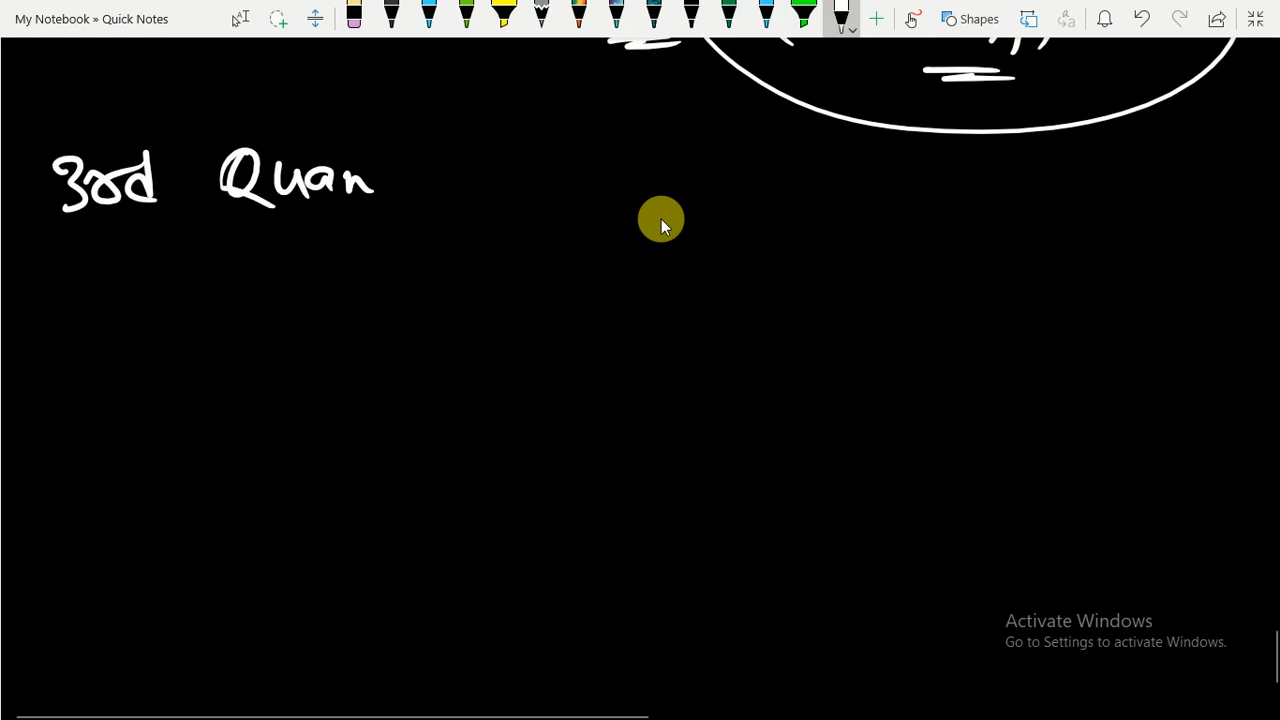 My Notebook » Quick Notes
Shapes
3rd Quan
Activate Windows
Go to Settings to activate Windows.